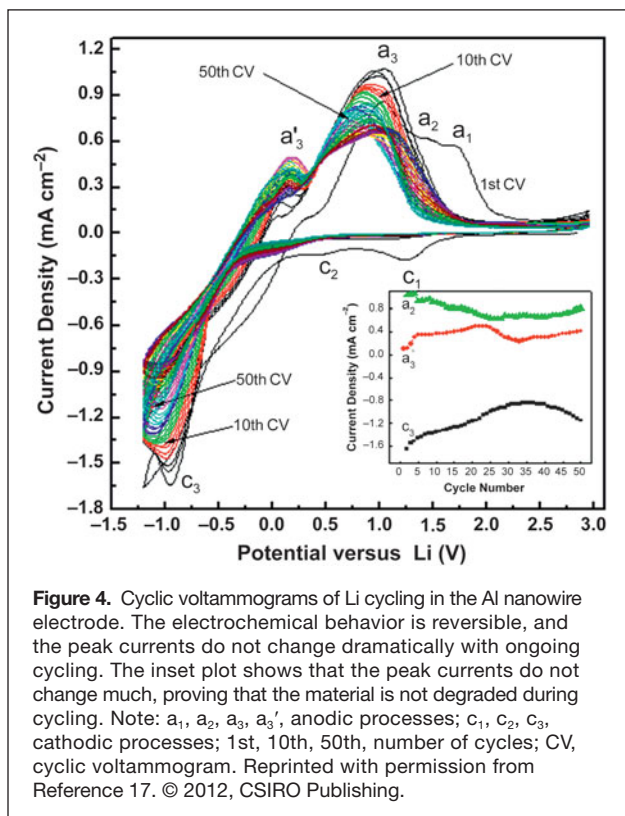 1.2
0.9
0.6
0.3
0.0
−0.3
−0.6
−0.9
−1.2
−1.5
−1.8
Current Density (mA cm⁻²)
a₃
50th CV
10th CV
a₂
a₁
a'₃
1st CV
c₂
c₁
50th CV
10th CV
c₃
a₂
a₃
c₃
0.8
0.4
0.0
−0.4
−0.8
−1.2
−1.6
Current Density (mA cm⁻²)
0 5 10 15 20 25 30 35 40 45 50
Cycle Number
−1.5 −1.0 −0.5 0.0 0.5 1.0 1.5 2.0 2.5 3.0
Potential versus Li (V)
Figure 4. Cyclic voltammograms of Li cycling in the Al nanowire
electrode. The electrochemical behavior is reversible, and
the peak currents do not change dramatically with ongoing
cycling. The inset plot shows that the peak currents do not
change much, proving that the material is not degraded during
cycling. Note: a₁, a₂, a₃, a₃′, anodic processes; c₁, c₂, c₃,
cathodic processes; 1st, 10th, 50th, number of cycles; CV,
cyclic voltammogram. Reprinted with permission from
Reference 17. © 2012, CSIRO Publishing.